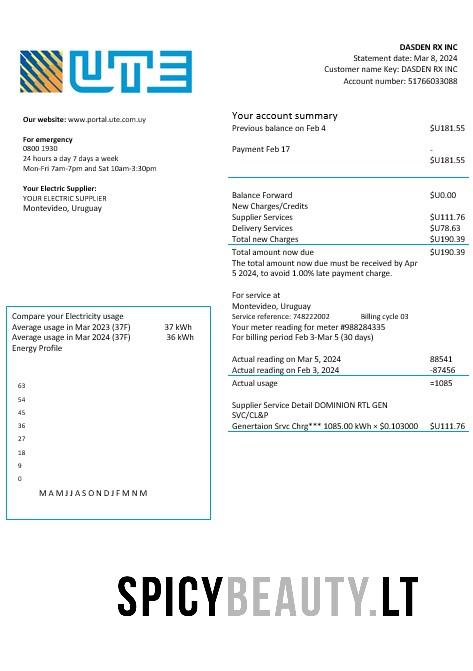 UTE
DASDEN RX INC
Statement date: Mar 8, 2024
Customer name Key: DASDEN RX INC
Account number: 51766033088
Our website: www.portal.ute.com.uy
For emergency
0800 1930
24 hours a day 7 days a week
Mon-Fri 7am-7pm and Sat 10am-3:30pm
Your Electric Supplier:
YOUR ELECTRIC SUPPLIER
Montevideo, Uruguay
Your account summary
Previous balance on Feb 4 $U181.55
Payment Feb 17 -
$U181.55
Balance Forward $U0.00
New Charges/Credits
Supplier Services $U111.76
Delivery Services $U78.63
Total new Charges $U190.39
Total amount now due $U190.39
The total amount now due must be received by Apr
5 2024, to avoid 1.00% late payment charge.
For service at
Montevideo, Uruguay
Service reference: 748222002 Billing cycle 03
Your meter reading for meter #988284335
For billing period Feb 3-Mar 5 (30 days)
Actual reading on Mar 5, 2024 88541
Actual reading on Feb 3, 2024 -87456
Actual usage =1085
Supplier Service Detail DOMINION RTL GEN
SVC/CL&P
Genertaion Srvc Chrg*** 1085.00 kWh × $0.103000 $U111.76
Compare your Electricity usage
Average usage in Mar 2023 (37F) 37 kWh
Average usage in Mar 2024 (37F) 36 kWh
Energy Profile
63
54
45
36
27
18
9
0
M A M J J A S O N D J F M N M
SPICYBEAUTY.LT